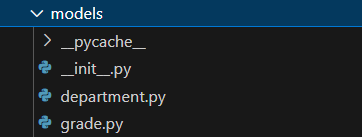 models
__pycache__
__init__.py
department.py
grade.py